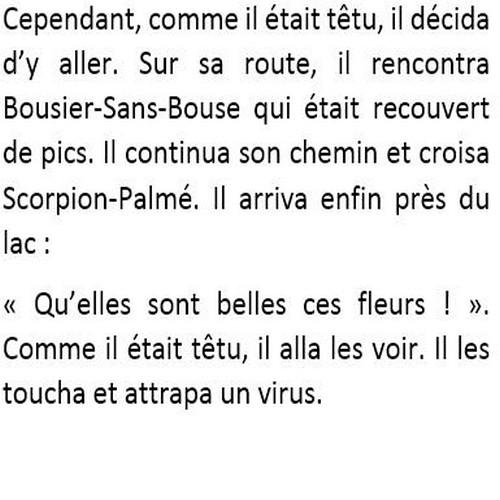 Cependant, comme il était têtu, il décida
d’y aller. Sur sa route, il rencontra
Bousier-Sans-Bouse qui était recouvert
de pics. Il continua son chemin et croisa
Scorpion-Palmé. Il arriva enfin près du
lac :
« Qu’elles sont belles ces fleurs ! ».
Comme il était têtu, il alla les voir. Il les
toucha et attrapa un virus.